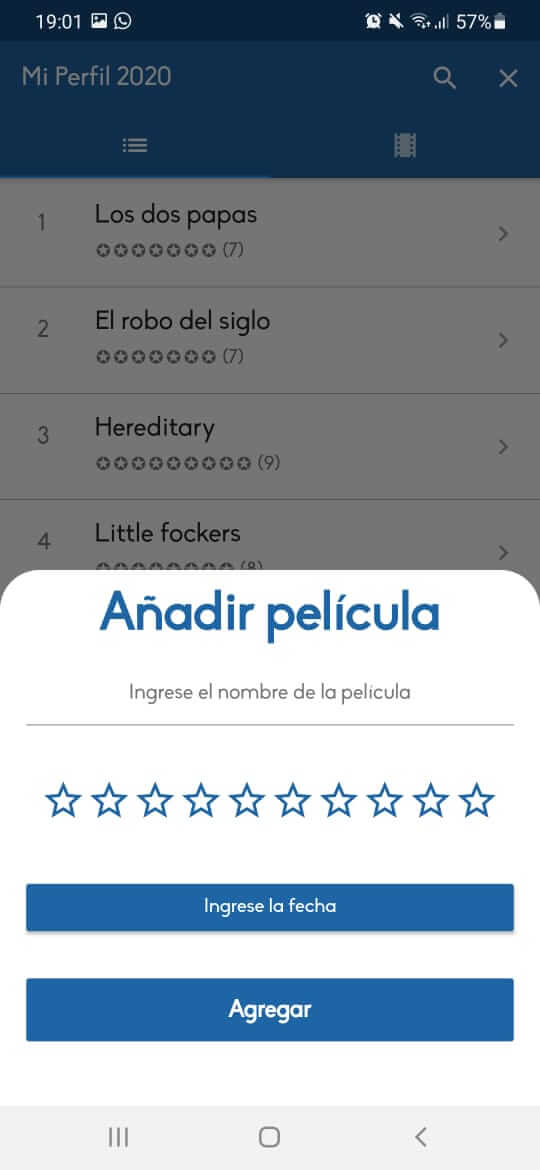 19:01
57%
Mi Perfil 2020
1
Los dos papas
✪✪✪✪✪✪✪ (7)
2
El robo del siglo
✪✪✪✪✪✪✪ (7)
3
Hereditary
✪✪✪✪✪✪✪✪✪ (9)
4
Little fockers
✪✪✪✪✪✪✪✪ (8)
Añadir película
Ingrese el nombre de la pelicula
Ingrese la fecha
Agregar